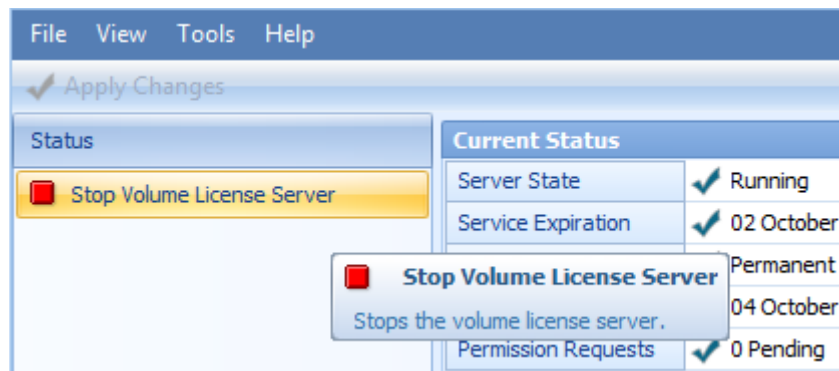 File View Tools Help
Apply Changes
Status
Stop Volume License Server
Current Status
Server State Running
Service Expiration 02 October
Permanent
04 October
Permission Requests 0 Pending
Stop Volume License Server
Stops the volume license server.